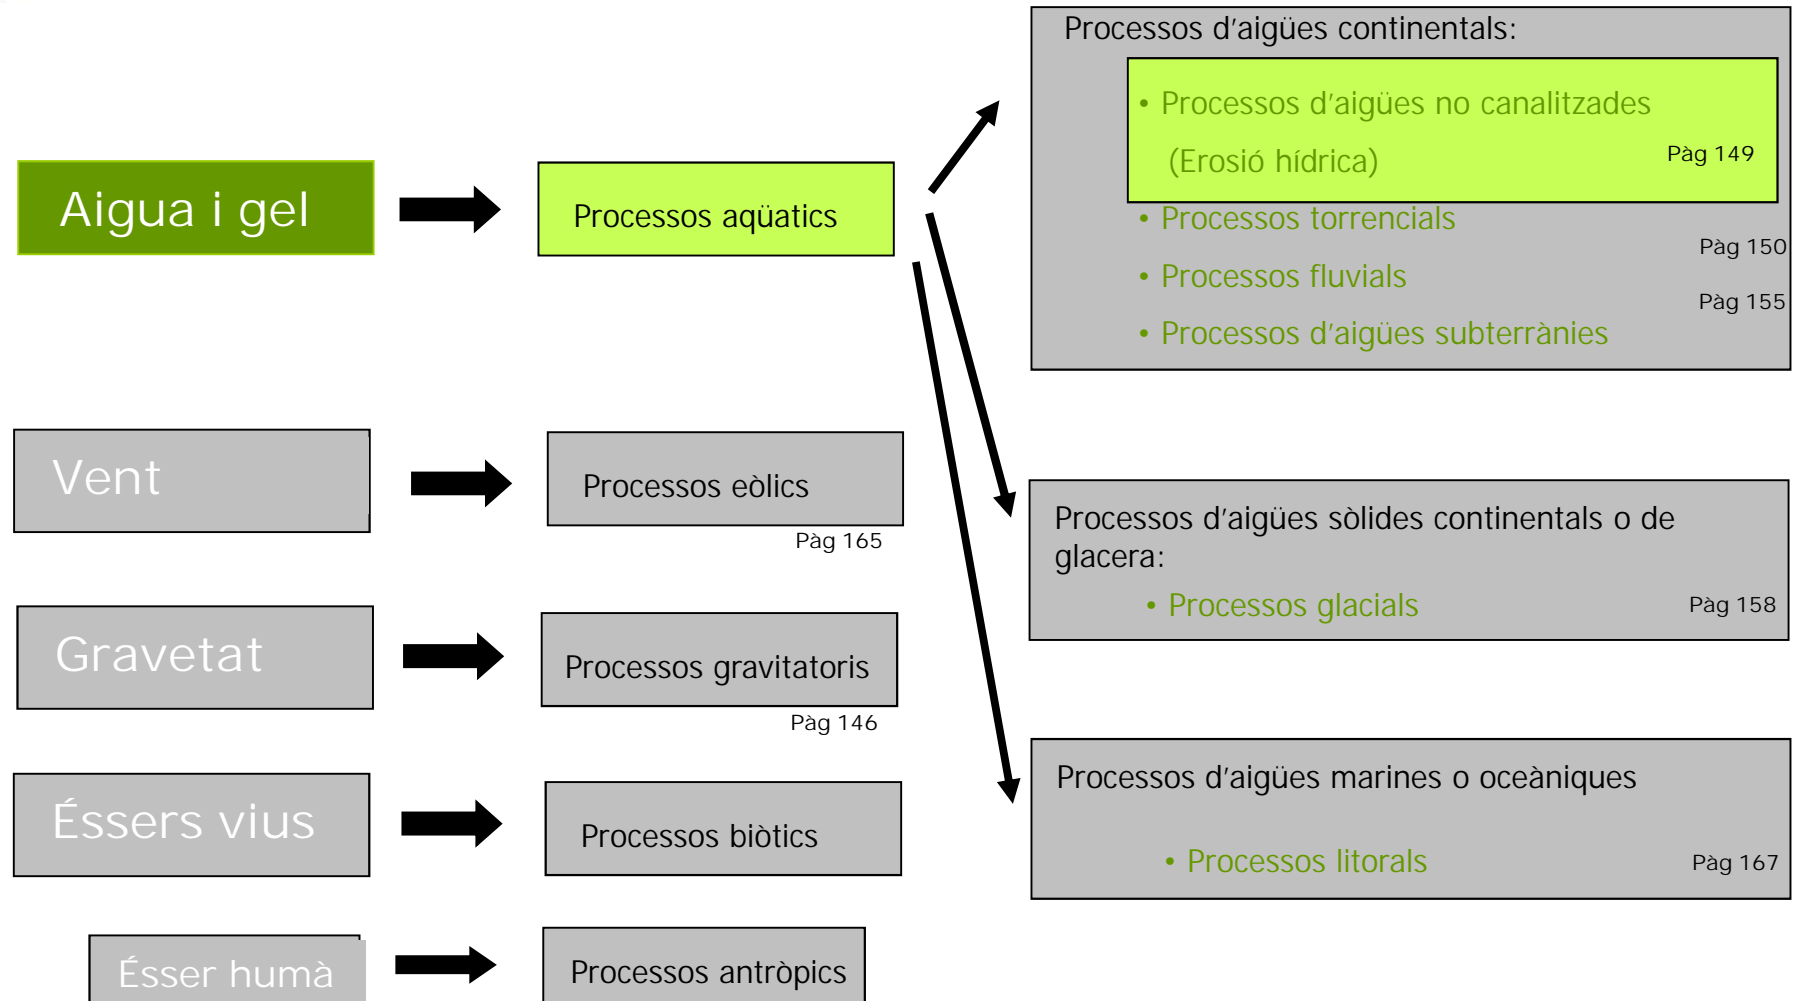 Aigua i gel
Processos aqüatics
Processos d'aigües continentals:
• Processos d'aigües no canalitzades
(Erosió hídrica)
Pàg 149
• Processos torrencials
Pàg 150
• Processos fluvials
Pàg 155
• Processos d'aigües subterrànies
Vent
Processos eòlics
Pàg 165
Processos d'aigües sòlides continentals o de
glacera:
• Processos glacials
Pàg 158
Gravetat
Processos gravitatoris
Pàg 146
Processos d'aigües marines o oceàniques
• Processos litorals
Pàg 167
Éssers vius
Processos biòtics
Ésser humà
Processos antròpics